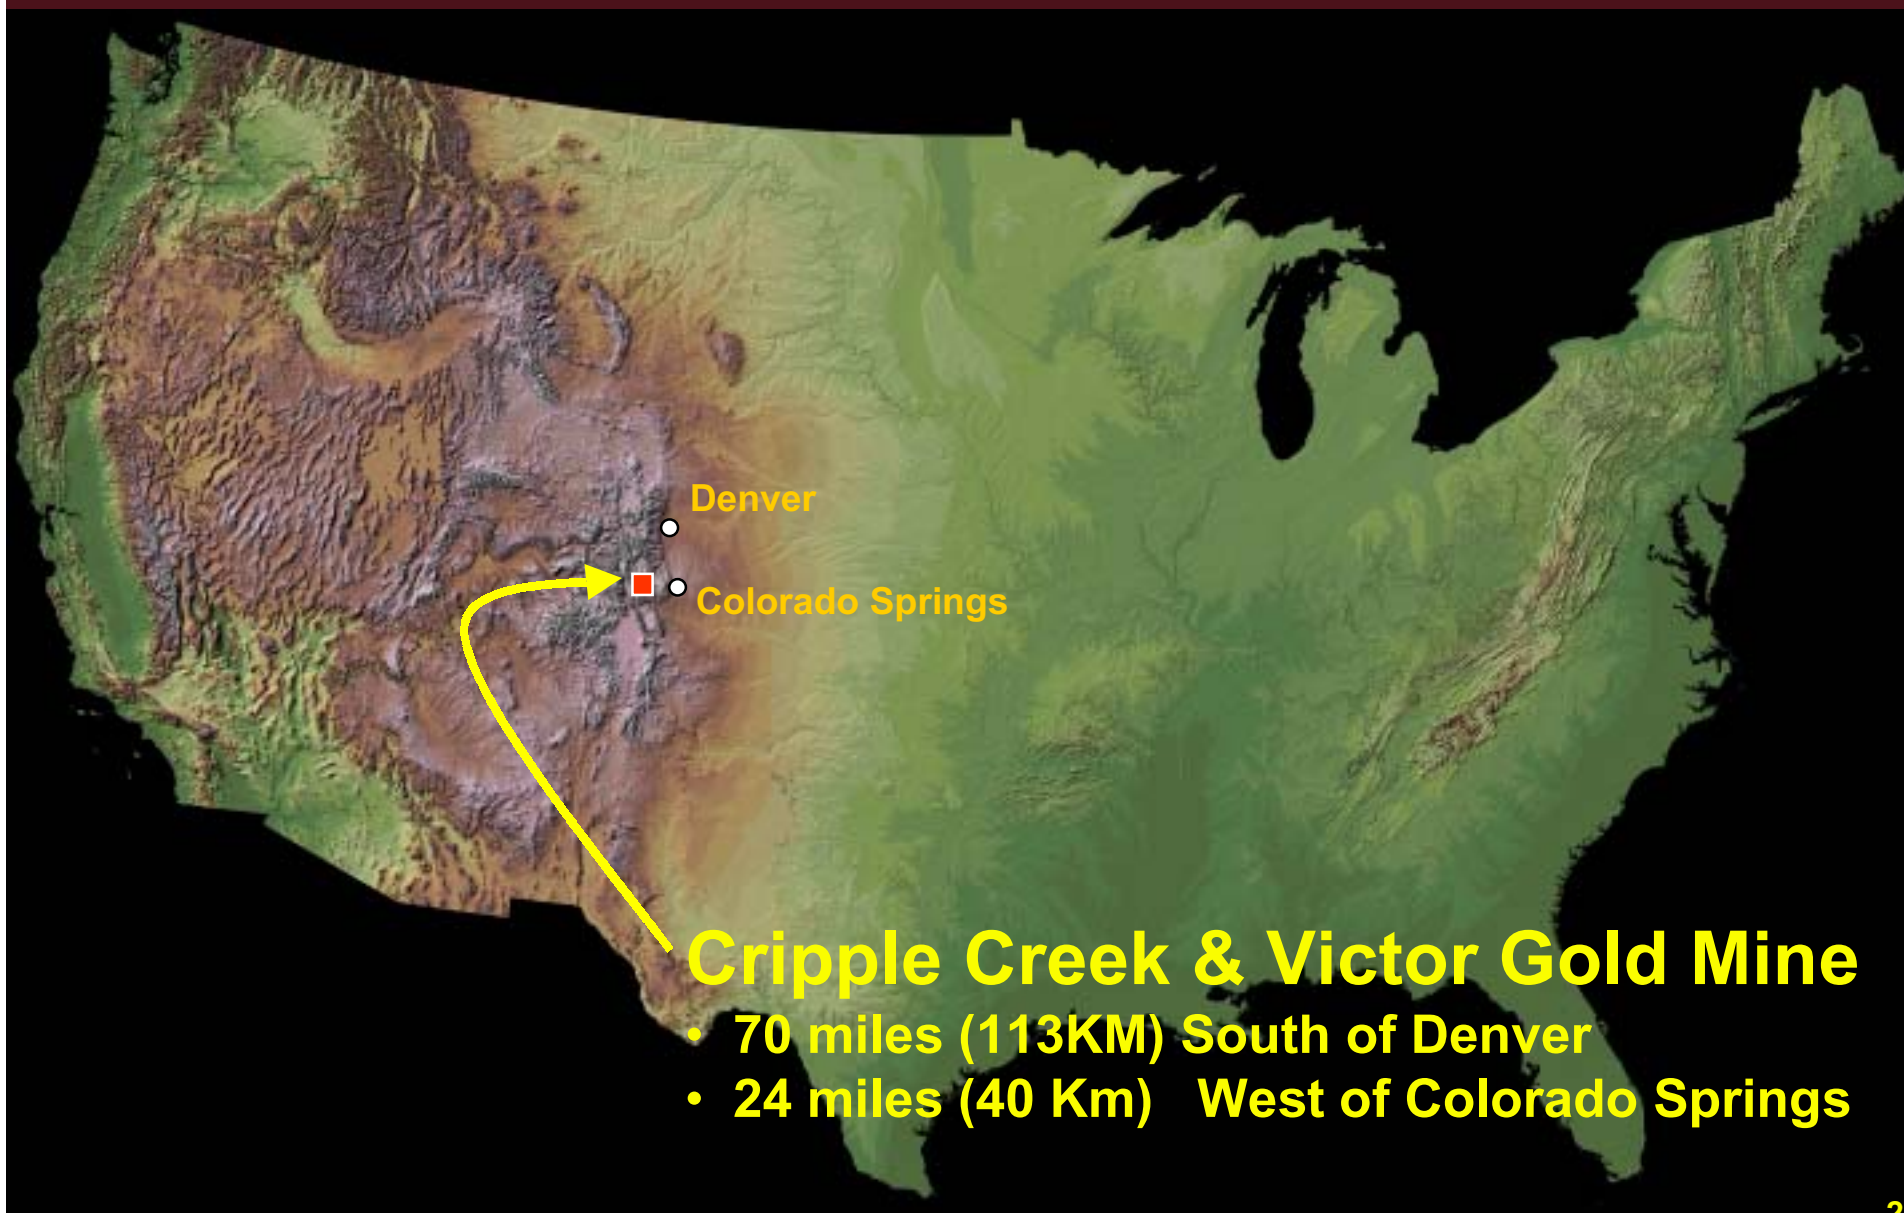 Denver
Colorado Springs
Cripple Creek & Victor Gold Mine
• 70 miles (113KM) South of Denver
• 24 miles (40 Km) West of Colorado Springs
2